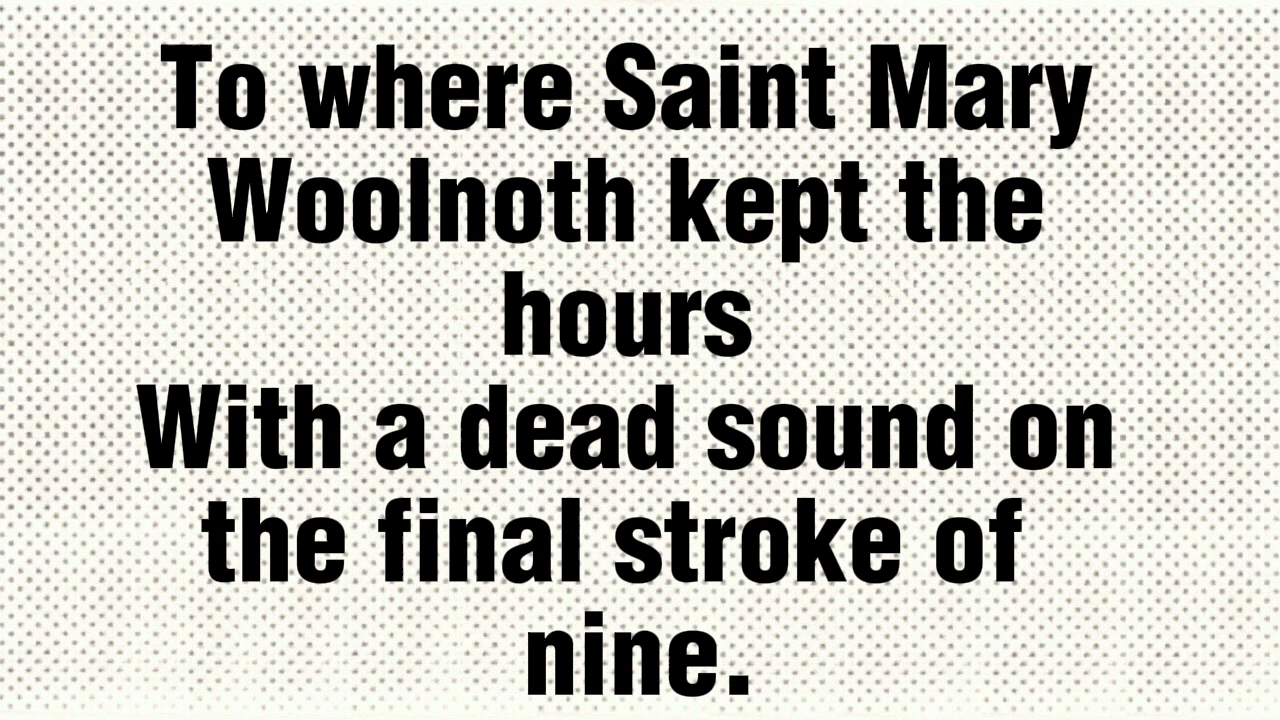 To where Saint Mary
Woolnoth kept the
hours
With a dead sound on
the final stroke of
nine.